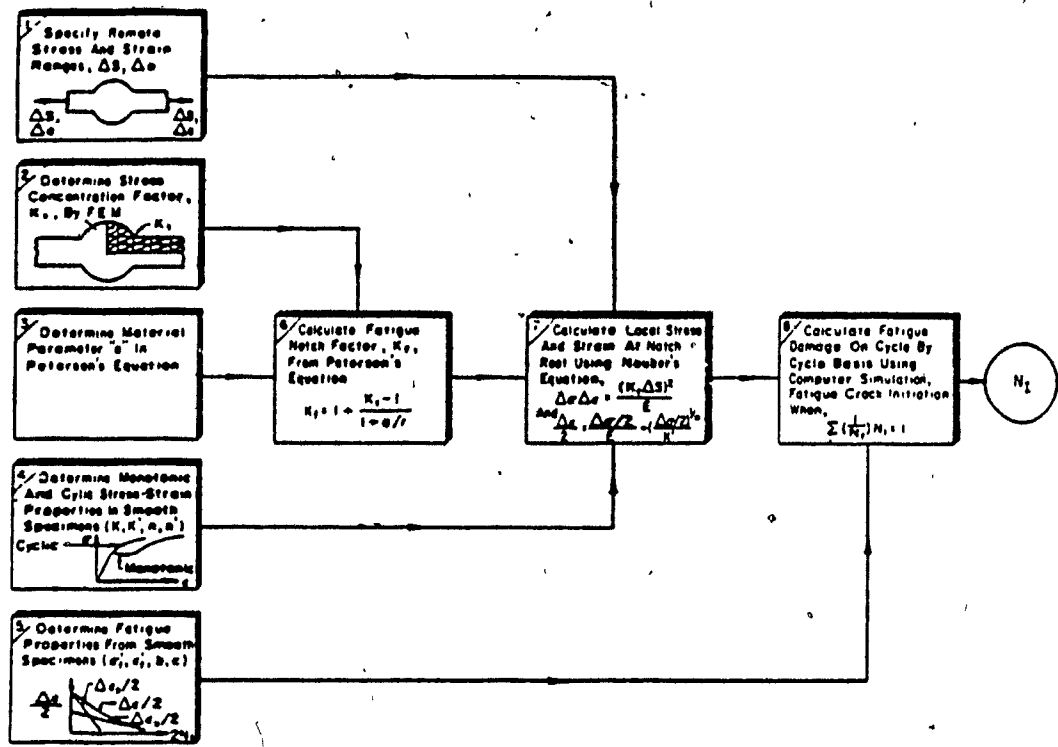 1
Specify Remote
Stress And Strain
Ranges, ΔS, Δe
ΔS, ΔS,
Δe Δe
2
Determine Stress
Concentration Factor,
Kt, By FEM
Kt
3
Determine Material
Parameter "a" In
Peterson's Equation
4
Determine Monotonic
And Cylic Stress-Strain
Properties In Smooth
Specimens (K, K', n, n')
Cyclic σ
Monotonic
ε
5
Determine Fatigue
Properties From Smooth
Specimens (σf', εf', b, c)
Δε/2
Δεp/2
Δε/2
Δεe/2
6
Calculate Fatigue
Notch Factor, Kf,
From Peterson's
Equation
Kf = 1 + (Kt - 1)/(1 + a/r)
7
Calculate Local Stress
And Strain At Notch
Root Using Neuber's
Equation,
ΔσΔε = (KfΔS)²/E
And
Δε/2 = (Δσ/2)/E + ((Δσ/2)/K')^1/n'
8
Calculate Fatigue
Damage On Cycle By
Cycle Basis Using
Computer Simulation,
Fatigue Crack Initiation
When,
Σ(1/Nf)Ni = 1
NI